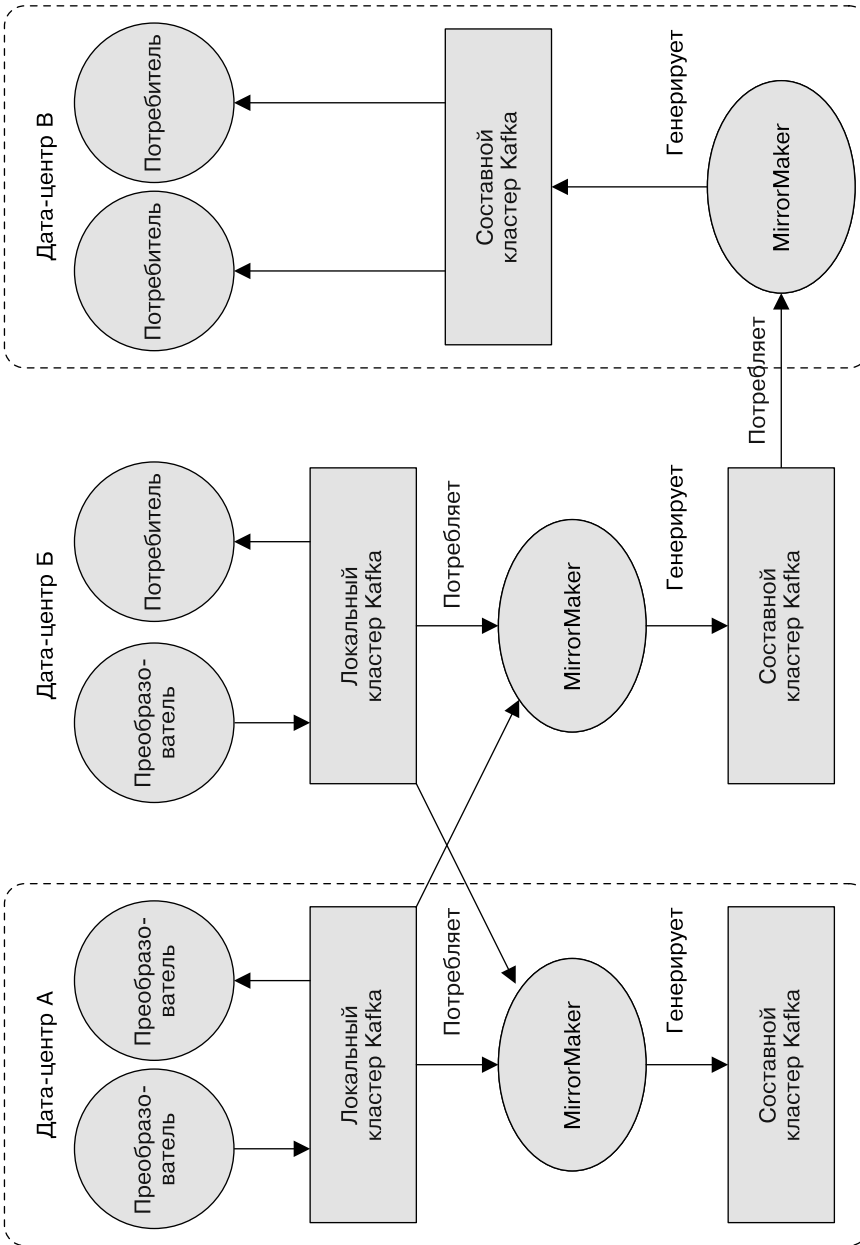 Дата-центр А
Преобразо-
ватель
Преобразо-
ватель
Локальный
кластер Kafka
Потребляет
MirrorMaker
Генерирует
Составной
кластер Kafka
Дата-центр Б
Преобразо-
ватель
Потребитель
Локальный
кластер Kafka
Потребляет
MirrorMaker
Генерирует
Составной
кластер Kafka
Потребляет
Дата-центр В
Потребитель
Потребитель
Составной
кластер Kafka
Генерирует
MirrorMaker